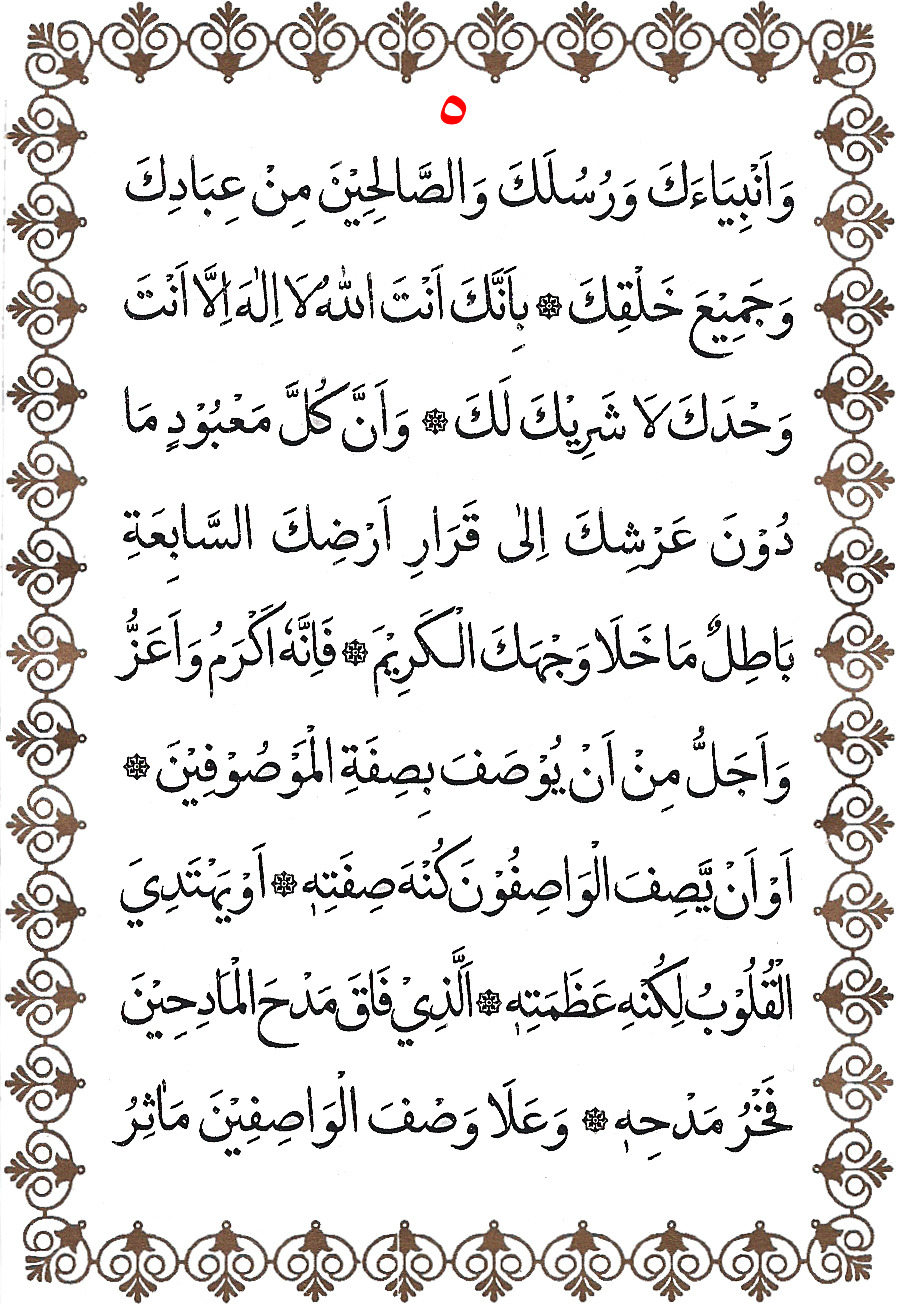 ٥
وَاَنْبِيَاءَكَ وَرُسُلَكَ وَالصَّالِحِيْنَ مِنْ عِبَادِكَ
وَجَمِيْعَ خَلْقِكَ ۞ بِاَنَّكَ اَنْتَ اللهُ لَا اِلٰهَ اِلَّا اَنْتَ
وَحْدَكَ لَا شَرِيْكَ لَكَ ۞ وَاَنَّ كُلَّ مَعْبُوْدٍ مَا
دُوْنَ عَرْشِكَ اِلٰى قَرَارِ اَرْضِكَ السَّابِعَةِ
بَاطِلٌ مَا خَلَا وَجْهَكَ الْكَرِيْمَ ۞ فَاِنَّهٗ اَكْرَمُ وَاَعَزُّ
وَاَجَلُّ مِنْ اَنْ يُوْصَفَ بِصِفَةِ الْمَوْصُوْفِيْنَ ۞
اَوْ اَنْ يَّصِفَ الْوَاصِفُوْنَ كُنْهَ صِفَتِهٖ ۞ اَوْ يَهْتَدِيَ
الْقُلُوْبُ لِكُنْهِ عَظَمَتِهٖ ۞ اَلَّذِيْ فَاقَ مَدْحَ الْمَادِحِيْنَ
فَخْرُ مَدْحِهٖ ۞ وَعَلَا وَصْفَ الْوَاصِفِيْنَ مَاٰثِرُ